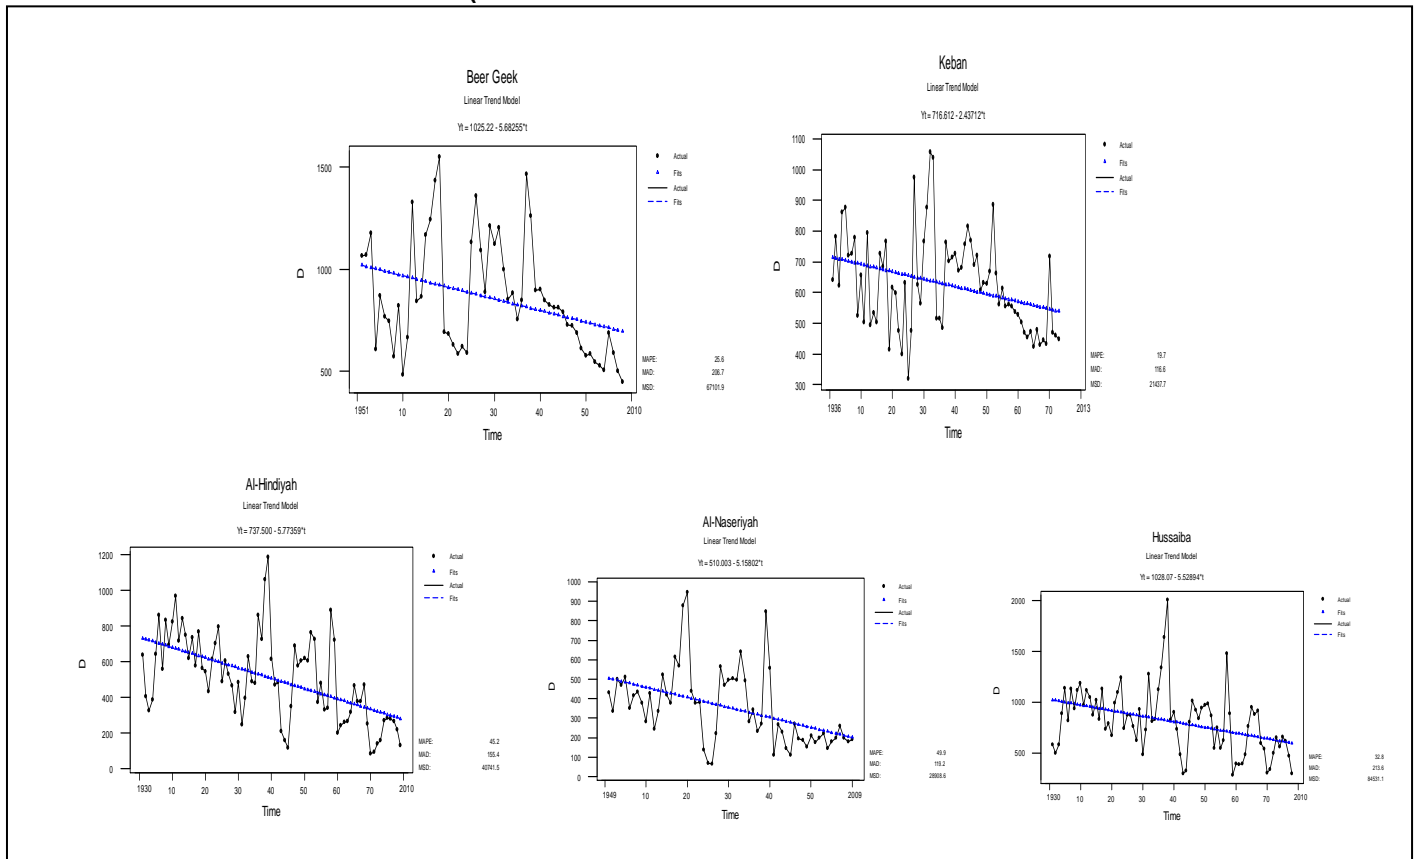 Beer Geek
Linear Trend Model
Yt = 1025.22 - 5.68255*t
1500
1000
500
D
1951 10 20 30 40 50 2010
Time
Actual
Fits
Actual
Fits
MAPE: 25.6
MAD: 206.7
MSD: 67101.9
Keban
Linear Trend Model
Yt = 716.612 - 2.43712*t
1100
1000
900
800
700
600
500
400
300
D
1936 10 20 30 40 50 60 70 2013
Time
Actual
Fits
Actual
Fits
MAPE: 19.7
MAD: 116.6
MSD: 21437.7
Al-Hindiyah
Linear Trend Model
Yt = 737.500 - 5.77359*t
1200
1000
800
600
400
200
0
D
1930 10 20 30 40 50 60 70 2010
Time
Actual
Fits
Actual
Fits
MAPE: 45.2
MAD: 155.4
MSD: 40741.5
Al-Naseriyah
Linear Trend Model
Yt = 510.003 - 5.15802*t
1000
900
800
700
600
500
400
300
200
100
0
D
1949 10 20 30 40 50 2009
Time
Actual
Fits
Actual
Fits
MAPE: 49.9
MAD: 119.2
MSD: 28908.6
Hussaiba
Linear Trend Model
Yt = 1028.07 - 5.52894*t
2000
1500
1000
500
D
1930 10 20 30 40 50 60 70 2010
Time
Actual
Fits
Actual
Fits
MAPE: 32.8
MAD: 213.6
MSD: 84531.1